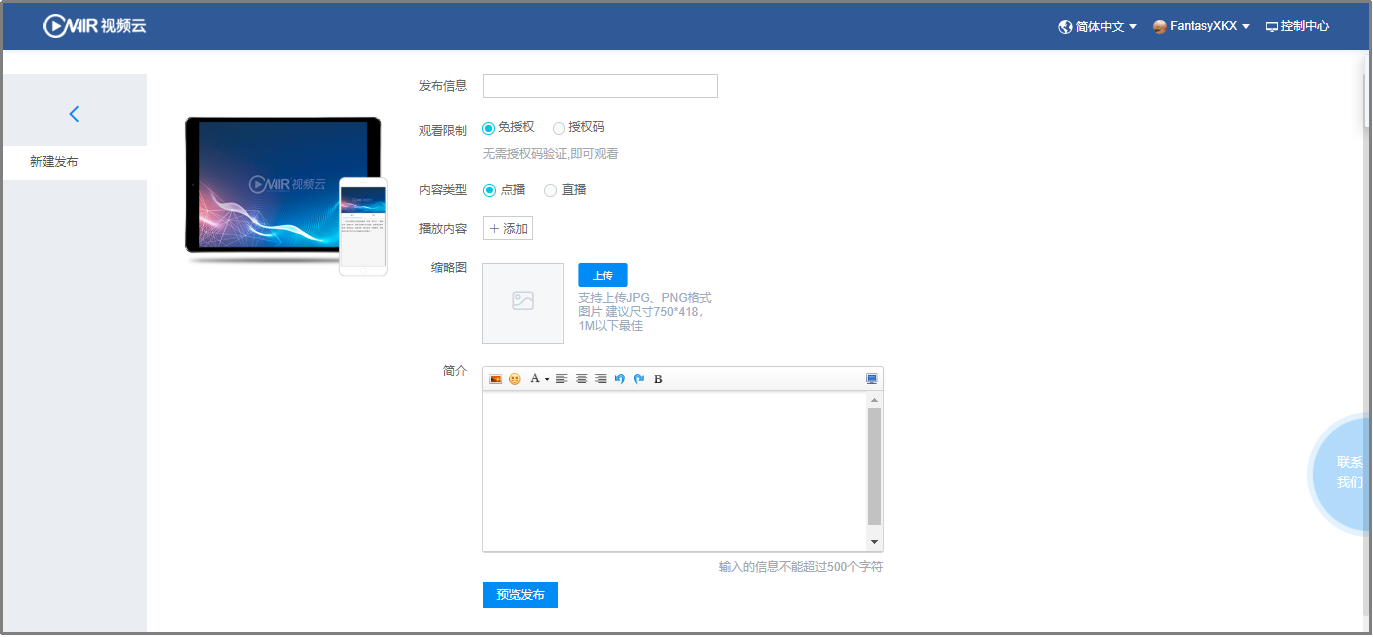 视频云
简体中文
FantasyXKX
控制中心
新建发布
视频云
发布信息
观看限制
免授权
授权码
无需授权码验证,即可观看
内容类型
点播
直播
播放内容
+ 添加
缩略图
上传
支持上传JPG、PNG格式
图片 建议尺寸750*418，
1M以下最佳
简介
A
B
输入的信息不能超过500个字符
预览发布
联系
我们